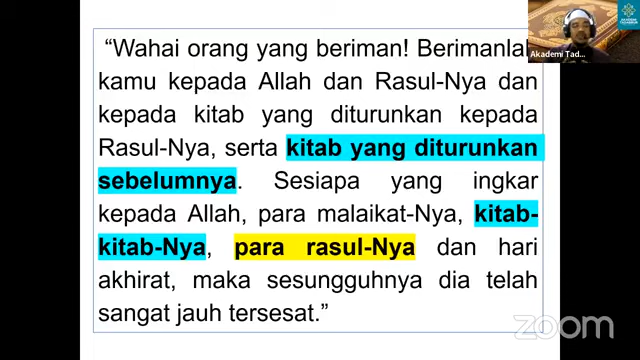 “Wahai orang yang beriman! Berimanlah
kamu kepada Allah dan Rasul-Nya dan
kepada kitab yang diturunkan kepada
Rasul-Nya, serta kitab yang diturunkan
sebelumnya. Sesiapa yang ingkar
kepada Allah, para malaikat-Nya, kitab-
kitab-Nya, para rasul-Nya dan hari
akhirat, maka sesungguhnya dia telah
sangat jauh tersesat.”
Akademi Tad...
zoom